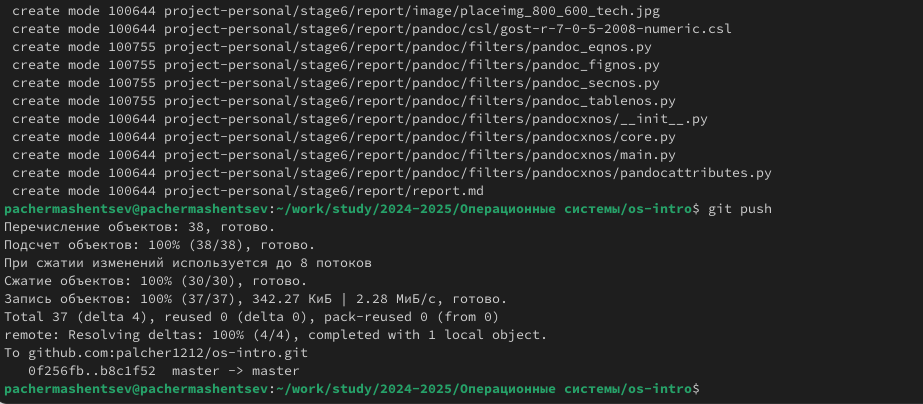 create mode 100644 project-personal/stage6/report/image/placeimg_800_600_tech.jpg
create mode 100644 project-personal/stage6/report/pandoc/csl/gost-r-7-0-5-2008-numeric.csl
create mode 100755 project-personal/stage6/report/pandoc/filters/pandoc_eqnos.py
create mode 100755 project-personal/stage6/report/pandoc/filters/pandoc_fignos.py
create mode 100755 project-personal/stage6/report/pandoc/filters/pandoc_secnos.py
create mode 100755 project-personal/stage6/report/pandoc/filters/pandoc_tablenos.py
create mode 100644 project-personal/stage6/report/pandoc/filters/pandocxnos/__init__.py
create mode 100644 project-personal/stage6/report/pandoc/filters/pandocxnos/core.py
create mode 100644 project-personal/stage6/report/pandoc/filters/pandocxnos/main.py
create mode 100644 project-personal/stage6/report/pandoc/filters/pandocxnos/pandocattributes.py
create mode 100644 project-personal/stage6/report/report.md
pachermashentsev@pachermashentsev:~/work/study/2024-2025/Операционные системы/os-intro$ git push
Перечисление объектов: 38, готово.
Подсчет объектов: 100% (38/38), готово.
При сжатии изменений используется до 8 потоков
Сжатие объектов: 100% (30/30), готово.
Запись объектов: 100% (37/37), 342.27 КиБ | 2.28 МиБ/с, готово.
Total 37 (delta 4), reused 0 (delta 0), pack-reused 0 (from 0)
remote: Resolving deltas: 100% (4/4), completed with 1 local object.
To github.com:palcher1212/os-intro.git
0f256fb..b8c1f52  master -> master
pachermashentsev@pachermashentsev:~/work/study/2024-2025/Операционные системы/os-intro$